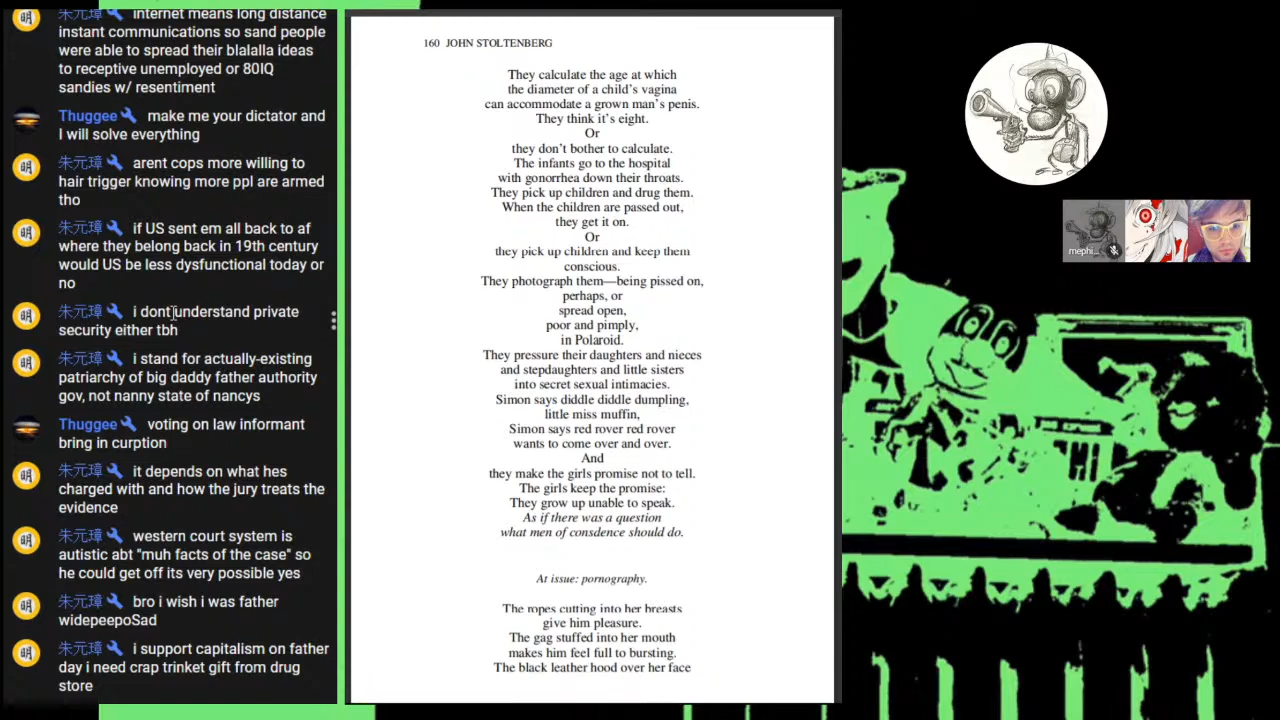 朱元璋 internet means long distance
instant communications so sand people
were able to spread their blalalla ideas
to receptive unemployed or 80IQ
sandies w/ resentiment
Thuggee make me your dictator and
I will solve everything
朱元璋 arent cops more willing to
hair trigger knowing more ppl are armed
tho
朱元璋 if US sent em all back to af
where they belong back in 19th century
would US be less dysfunctional today or
no
朱元璋 i dont understand private
security either tbh
朱元璋 i stand for actually-existing
patriarchy of big daddy father authority
gov, not nanny state of nancys
Thuggee voting on law informant
bring in curption
朱元璋 it depends on what hes
charged with and how the jury treats the
evidence
朱元璋 western court system is
autistic abt "muh facts of the case" so
he could get off its very possible yes
朱元璋 bro i wish i was father
widepeepoSad
朱元璋 i support capitalism on father
day i need crap trinket gift from drug
store
160 JOHN STOLTENBERG
They calculate the age at which
the diameter of a child's vagina
can accommodate a grown man's penis.
They think it's eight.
Or
they don't bother to calculate.
The infants go to the hospital
with gonorrhea down their throats.
They pick up children and drug them.
When the children are passed out,
they get it on.
Or
they pick up children and keep them
conscious.
They photograph them—being pissed on,
perhaps, or
spread open,
poor and pimply,
in Polaroid.
They pressure their daughters and nieces
and stepdaughters and little sisters
into secret sexual intimacies.
Simon says diddle diddle dumpling,
little miss muffin,
Simon says red rover red rover
wants to come over and over.
And
they make the girls promise not to tell.
The girls keep the promise:
They grow up unable to speak.
As if there was a question
what men of consdence should do.
At issue: pornography.
The ropes cutting into her breasts
give him pleasure.
The gag stuffed into her mouth
makes him feel full to bursting.
The black leather hood over her face
mephi...